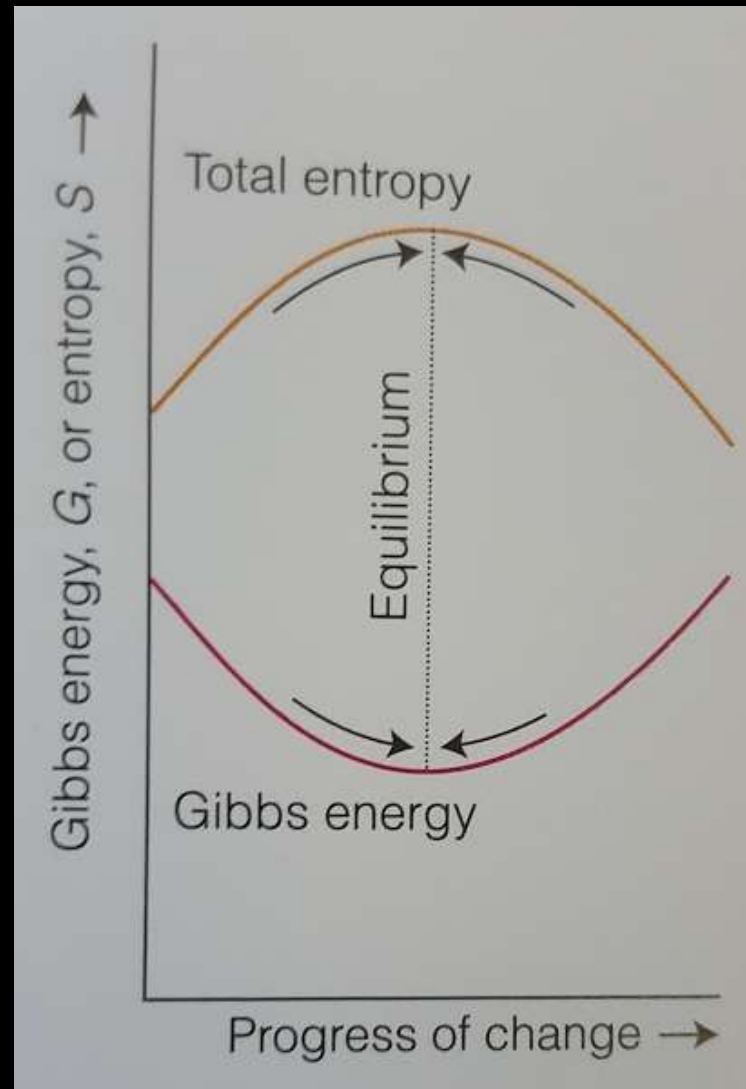 Gibbs energy, G, or entropy, S →
Total entropy
Equilibrium
Gibbs energy
Progress of change →